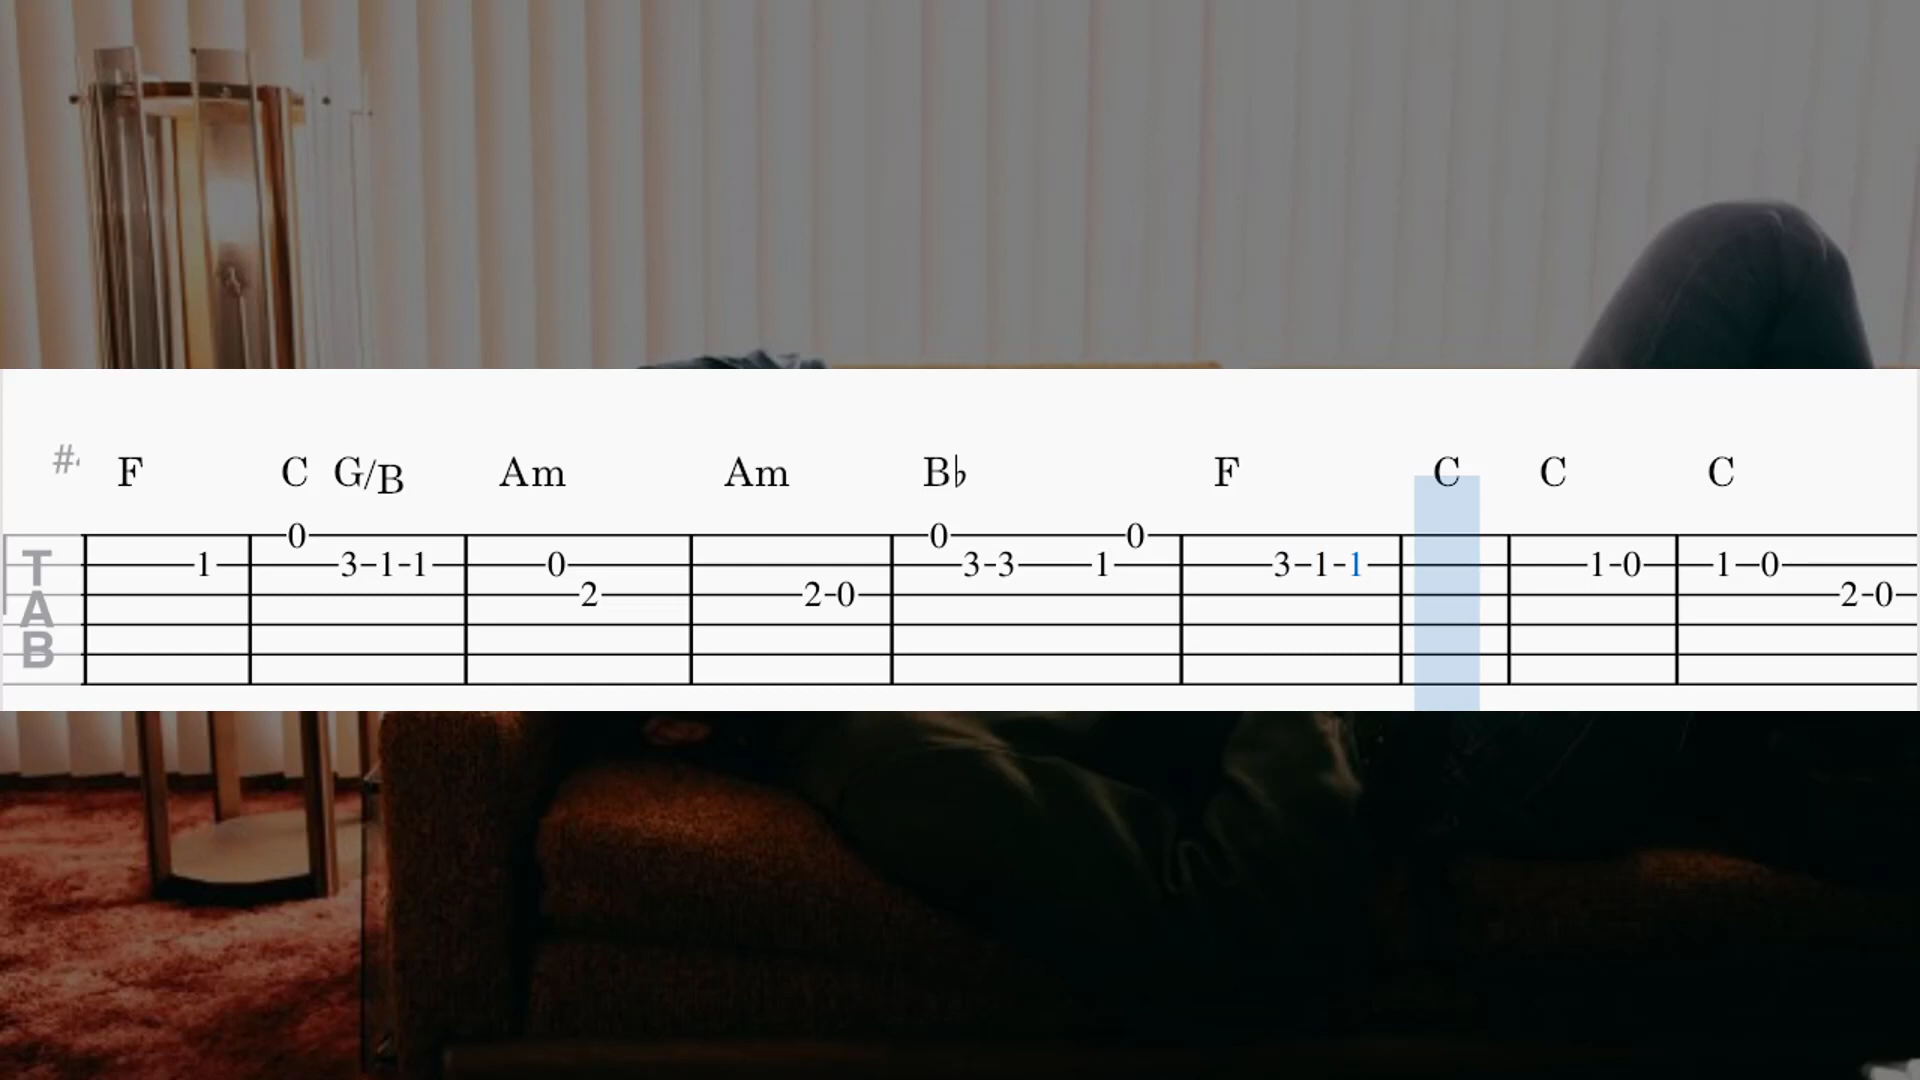 #
F C G/B Am Am B♭ F C C C
0 0 0
T 1 3-1-1 0 3-3 1 3-1-1 1-0 1-0
A 2 2-0 2-0
B